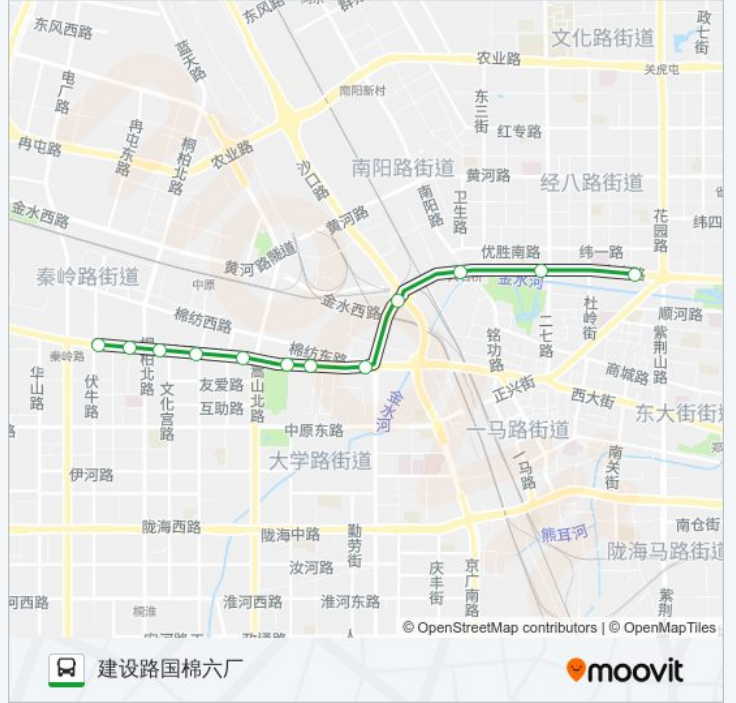 东风路
东风西路
蓝天路
文化路街道
政七街
农业路
关虎屯
电厂路
南阳新村
东三街
冉屯东路
桐柏路
红专路
冉屯路
农业路
沙口路
南阳路街道
黄河路
经八路街道
南阳路
卫生路
金水西路
黄河路
花园路
纬四
优胜南路
纬一路
黄河路隧道
秦岭路街道
中原
金水河
金水西路
杜岭街
顺河路
棉纺西路
二七路
铭功路
紫荆山路
棉纺东路
秦岭路
桐柏北路
华山路
伏牛路
友爱路
嵩山北路
商城路
文化宫路
互助路
金水河
正兴街
西大街
东大街街道
中原东路
一马路街道
大学路街道
一马路
南关街
伊河路
陇海西路
陇海中路
勤劳街
熊耳河
南仓街
陇海马路街道
汝河路
庆丰街
京广南路
河西路
桐淮
淮河西路
淮河东路
紫荆
© OpenStreetMap contributors | © OpenMapTiles
建设路国棉六厂
moovit